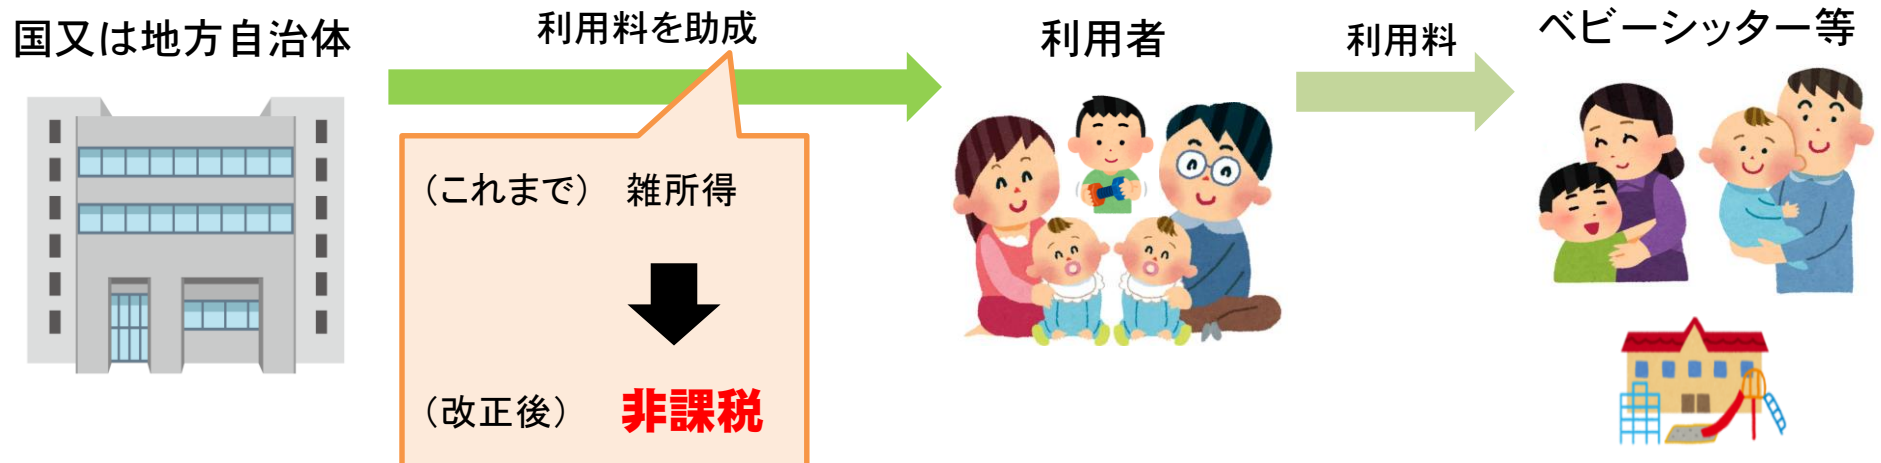 国又は地方自治体
利用料を助成
利用者
利用料
ベビーシッター等
(これまで) 雑所得
(改正後) 非課税